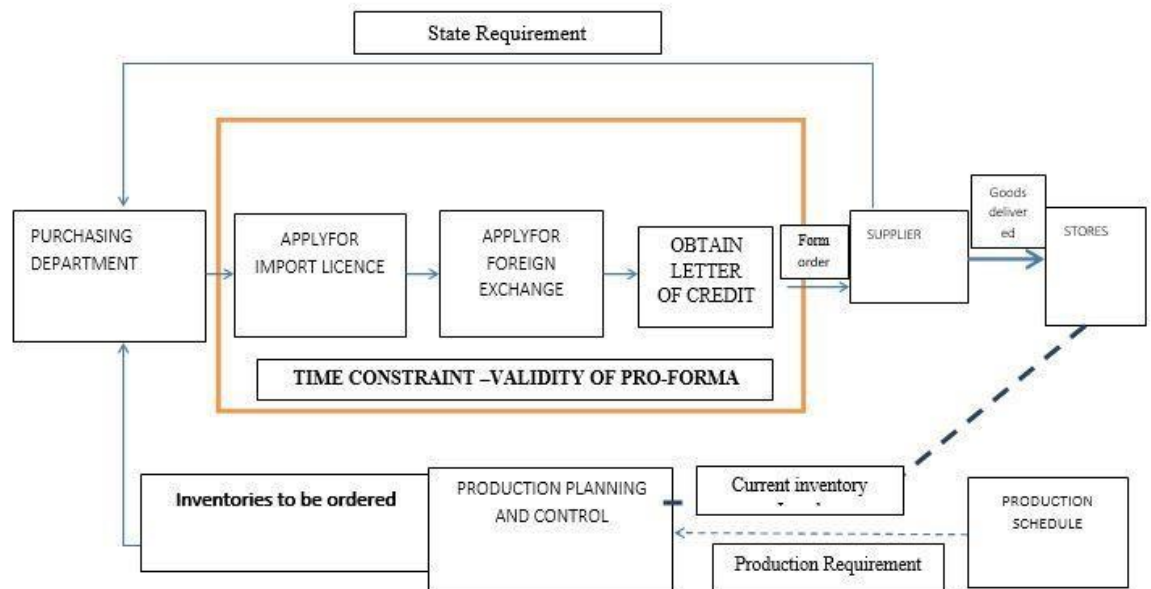 State Requirement
PURCHASING
DEPARTMENT
APPLYFOR
IMPORT LICENCE
APPLYFOR
FOREIGN
EXCHANGE
OBTAIN
LETTER
OF CREDIT
Form
order
SUPPLIER
Goods
deliver
ed
STORES
TIME CONSTRAINT –VALIDITY OF PRO-FORMA
Inventories to be ordered
PRODUCTION PLANNING
AND CONTROL
Current inventory
PRODUCTION
SCHEDULE
Production Requirement